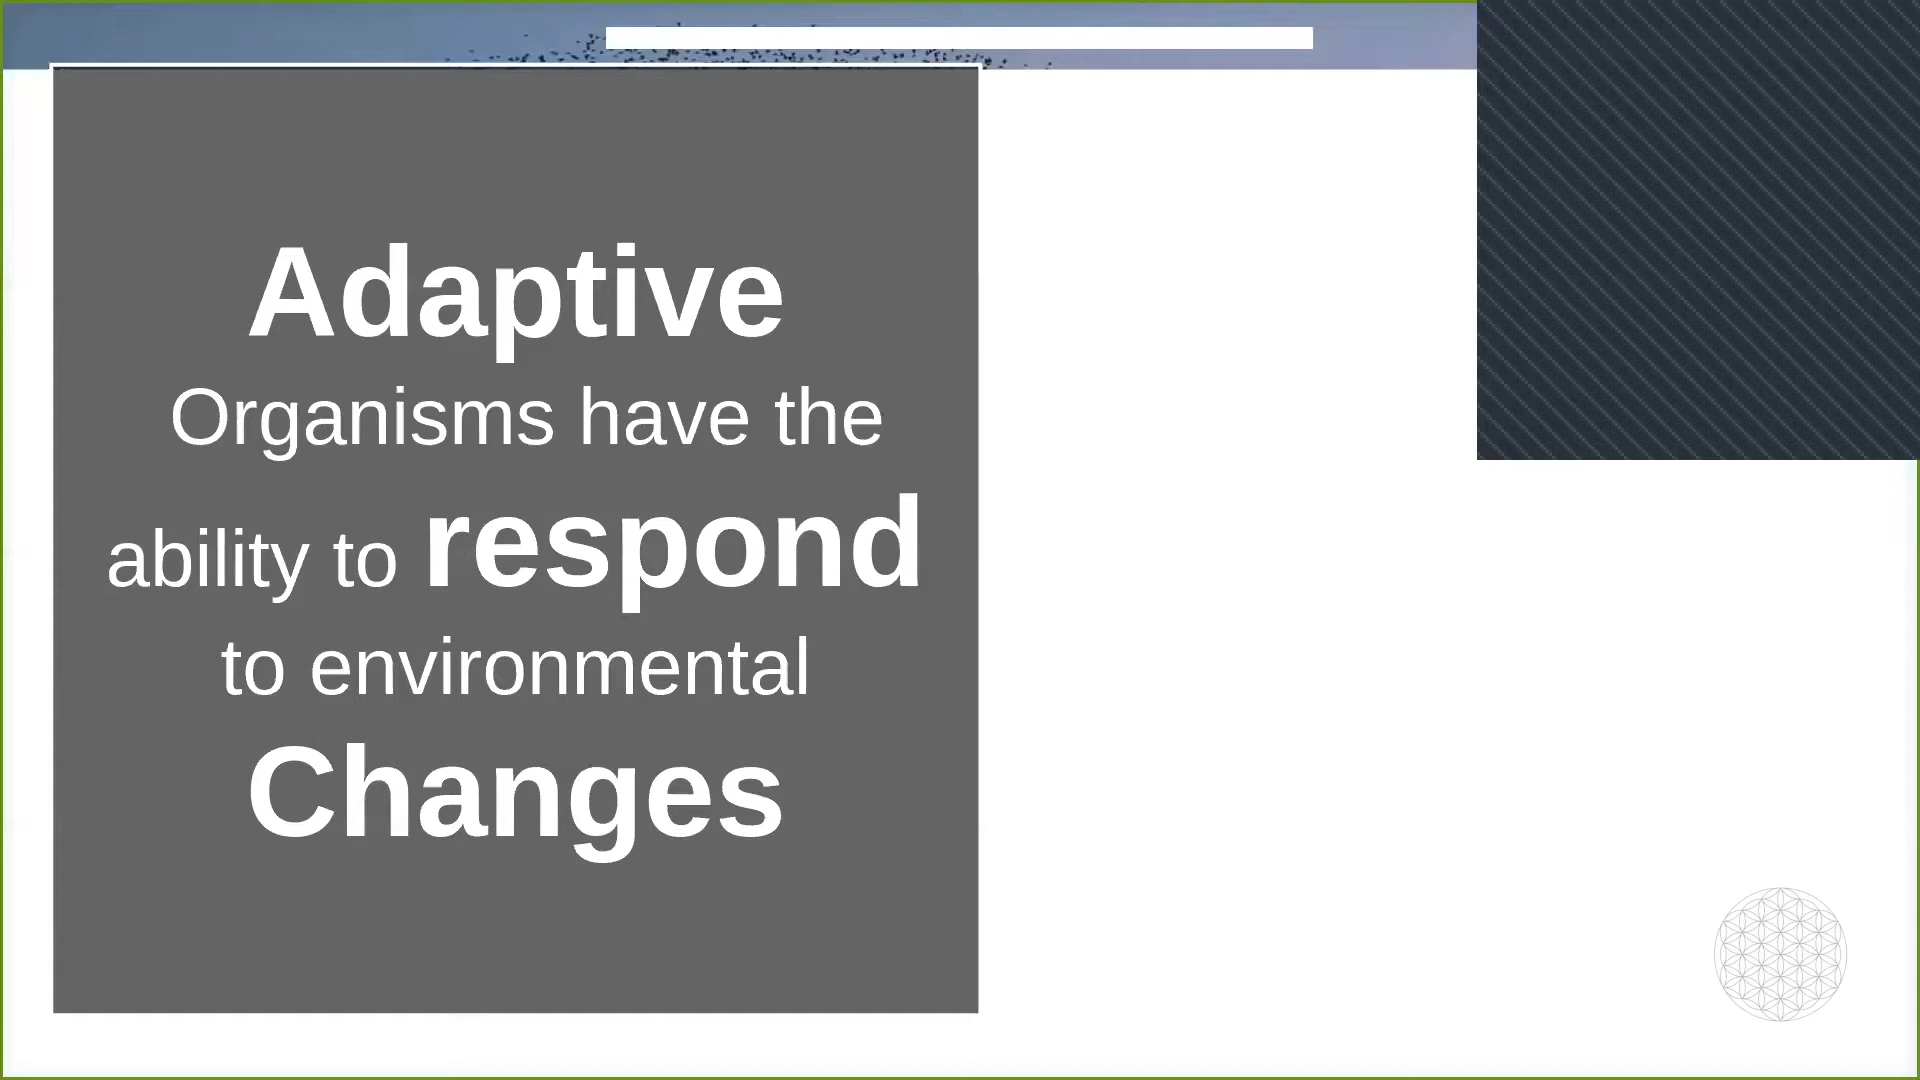 Adaptive
Organisms have the
ability to respond
to environmental
Changes